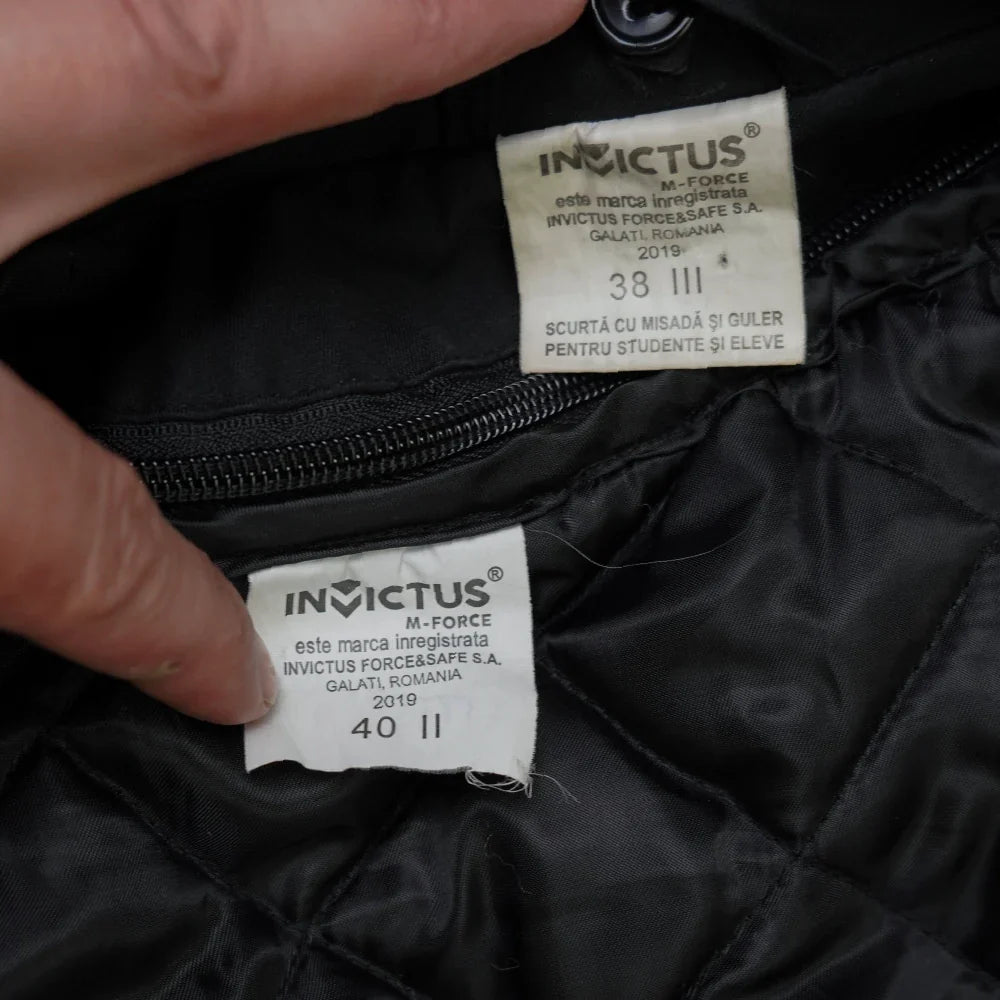 INVICTUS®
M-FORCE
este marca inregistrata
INVICTUS FORCE&SAFE S.A.
GALATI, ROMANIA
2019
38 III
SCURTĂ CU MISADĂ ŞI GULER
PENTRU STUDENTE ŞI ELEVE
INVICTUS®
M-FORCE
este marca inregistrata
INVICTUS FORCE&SAFE S.A.
GALATI, ROMANIA
2019
40 II